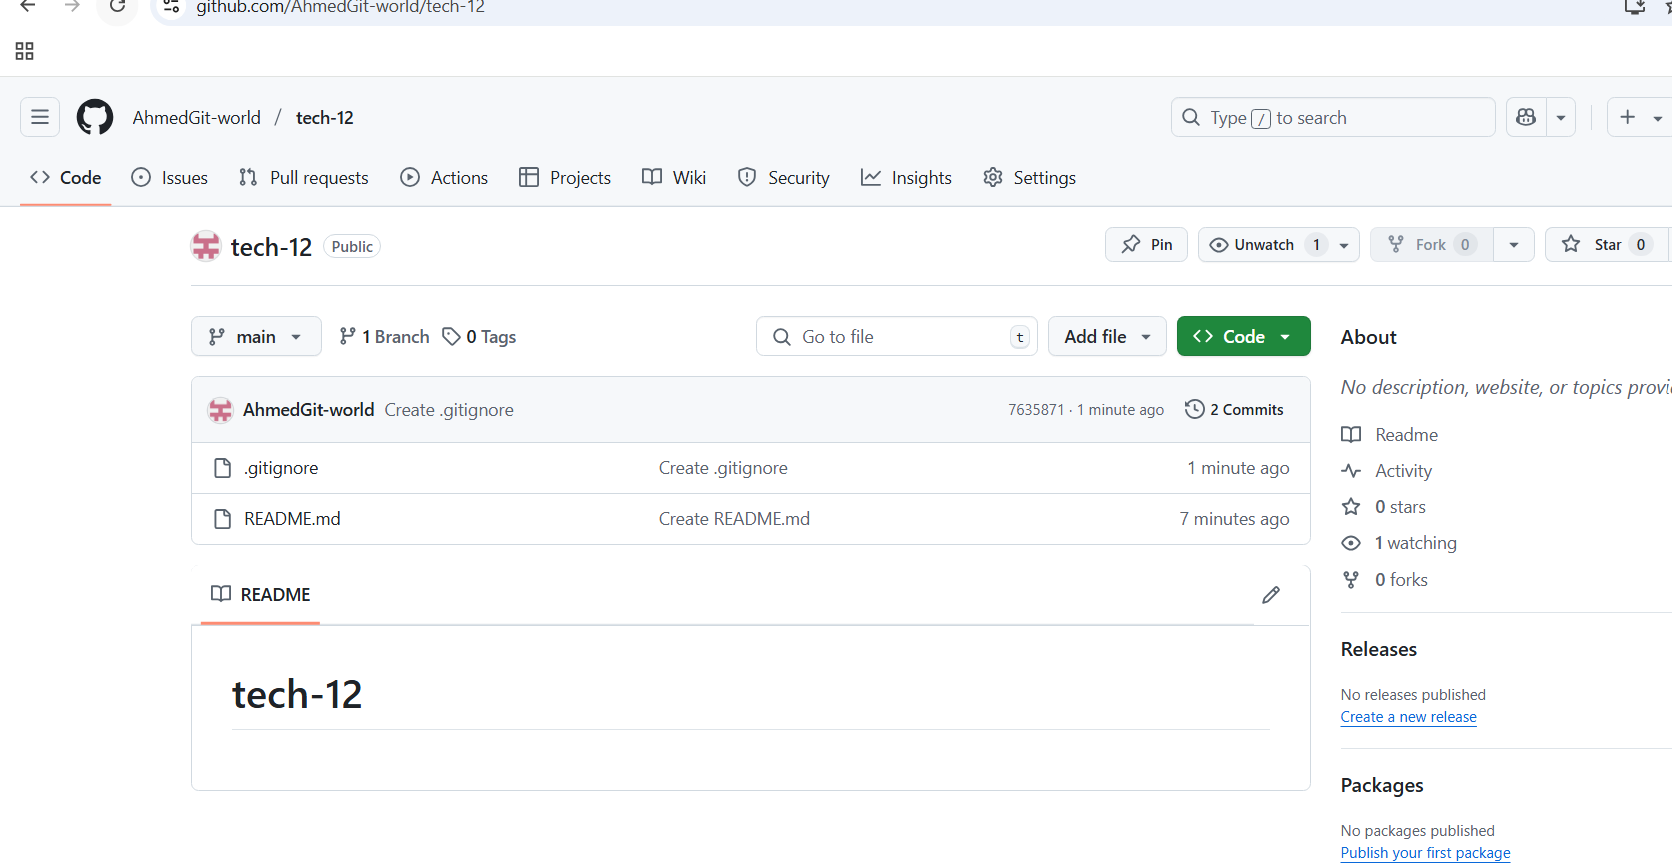 github.com/AhmedGit-world/tech-12
AhmedGit-world / tech-12
Type / to search
Code Issues Pull requests Actions Projects Wiki Security Insights Settings
tech-12 Public
Pin Unwatch 1 Fork 0 Star 0
main 1 Branch 0 Tags
Go to file t Add file Code
About
No description, website, or topics provi
AhmedGit-world Create .gitignore 7635871 · 1 minute ago 2 Commits
.gitignore Create .gitignore 1 minute ago
README.md Create README.md 7 minutes ago
Readme
Activity
0 stars
1 watching
0 forks
README
tech-12
Releases
No releases published
Create a new release
Packages
No packages published
Publish your first package